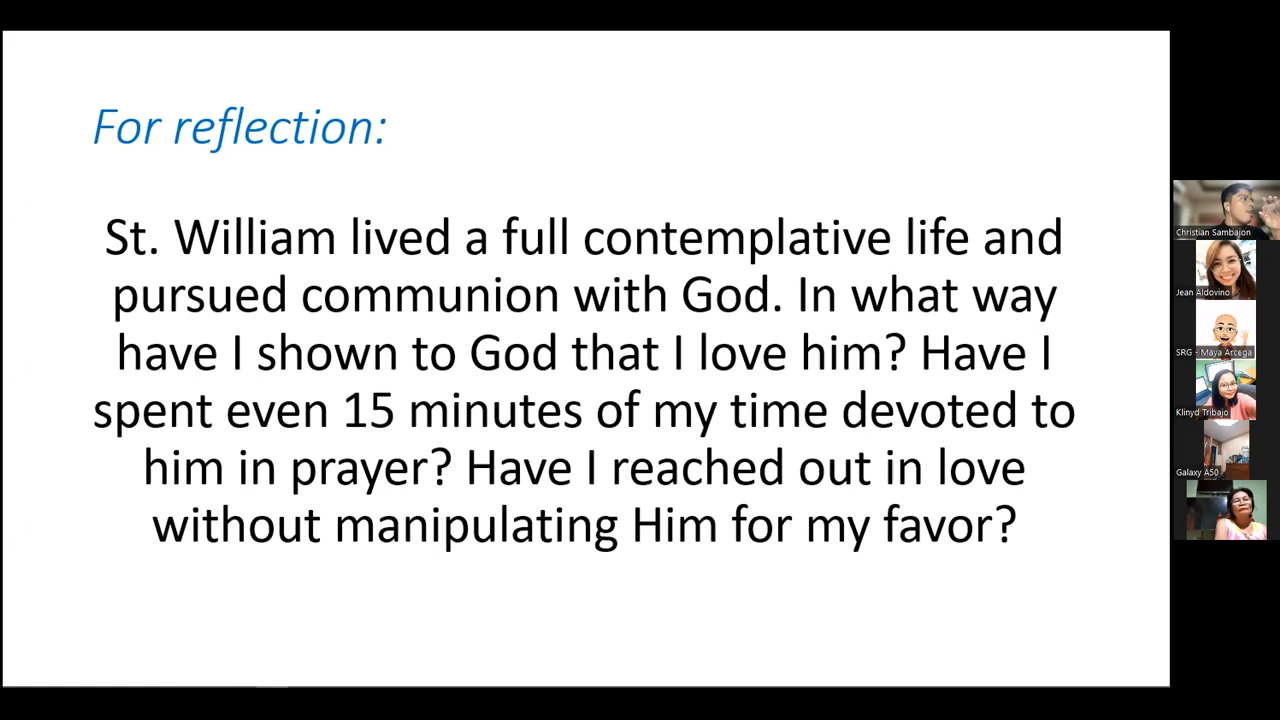 For reflection:
St. William lived a full contemplative life and
pursued communion with God. In what way
have I shown to God that I love him? Have I
spent even 15 minutes of my time devoted to
him in prayer? Have I reached out in love
without manipulating Him for my favor?
Christian Sambajon
Jean Aldovino
SRG - Maya Arcega
Klinyd Tribajo
Galaxy A50